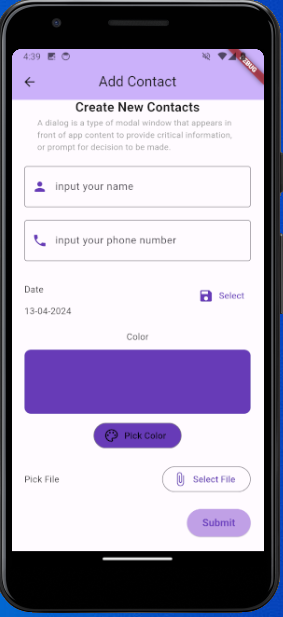 4:39
DEBUG
Add Contact
Create New Contacts
A dialog is a type of modal window that appears in
front of app content to provide critical information,
or prompt for decision to be made.
input your name
input your phone number
Date
Select
13-04-2024
Color
Pick Color
Pick File
Select File
Submit